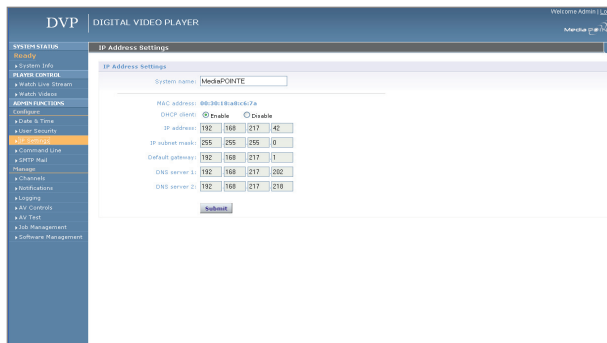 Welcome Admin |
DVP DIGITAL VIDEO PLAYER
SYSTEM STATUS
Ready
System Info
PLAYER CONTROL
Watch Live Stream
Watch Videos
ADMIN FUNCTIONS
Configure
Date & Time
User Security
IP Settings
Command Line
SMTP Mail
Manage
Channels
Notifications
Logging
AV Controls
AV Test
Job Management
Software Management
IP Address Settings
IP Address Settings
System name: MediaPOINTE
MAC address: 00:30:18:a8:c6:7a
DHCP client: Enable Disable
IP address: 192 168 217 42
IP subnet mask: 255 255 255 0
Default gateway: 192 168 217 1
DNS server 1: 192 168 217 202
DNS server 2: 192 168 217 218
Submit